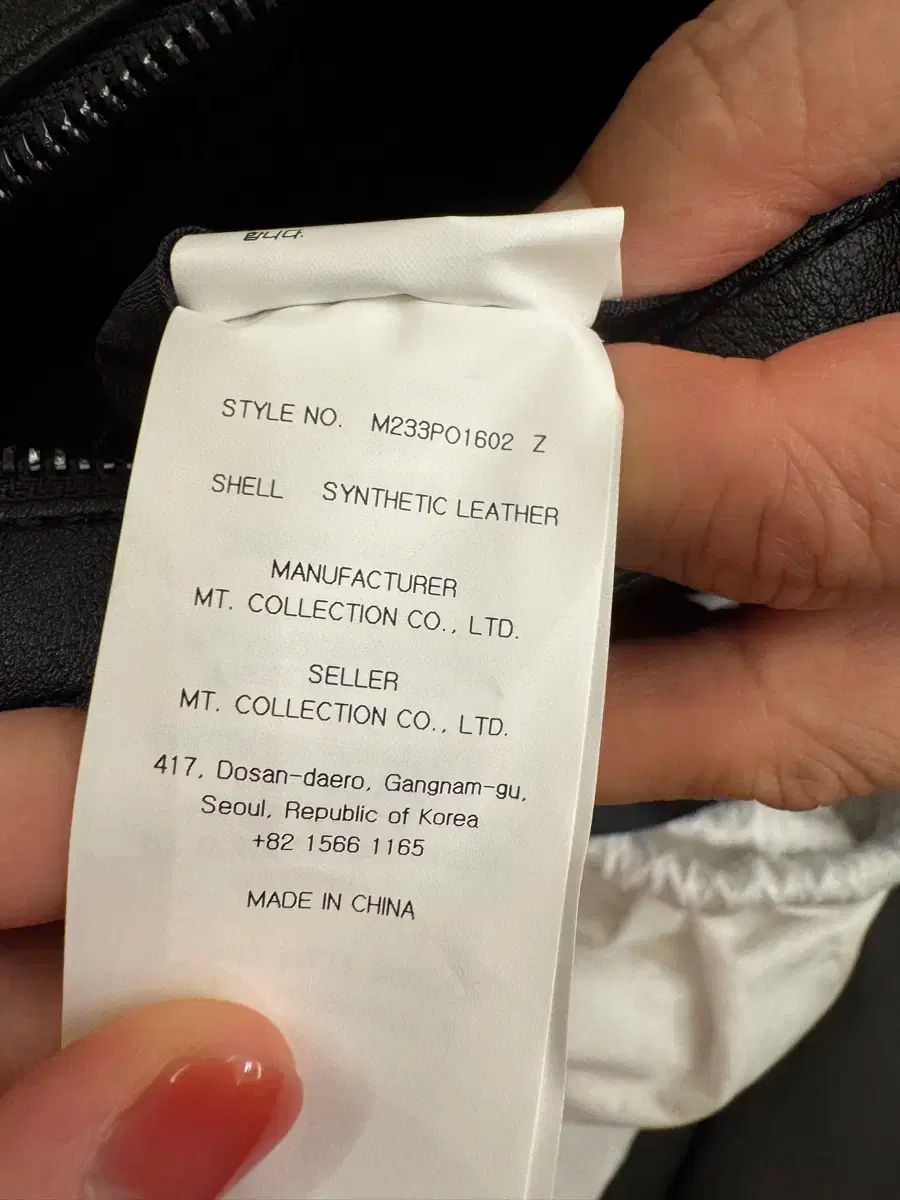 STYLE NO. M233PO1602 Z
SHELL SYNTHETIC LEATHER
MANUFACTURER
MT. COLLECTION CO., LTD.
SELLER
MT. COLLECTION CO., LTD.
417, Dosan-daero, Gangnam-gu,
Seoul, Republic of Korea
+82 1566 1165
MADE IN CHINA